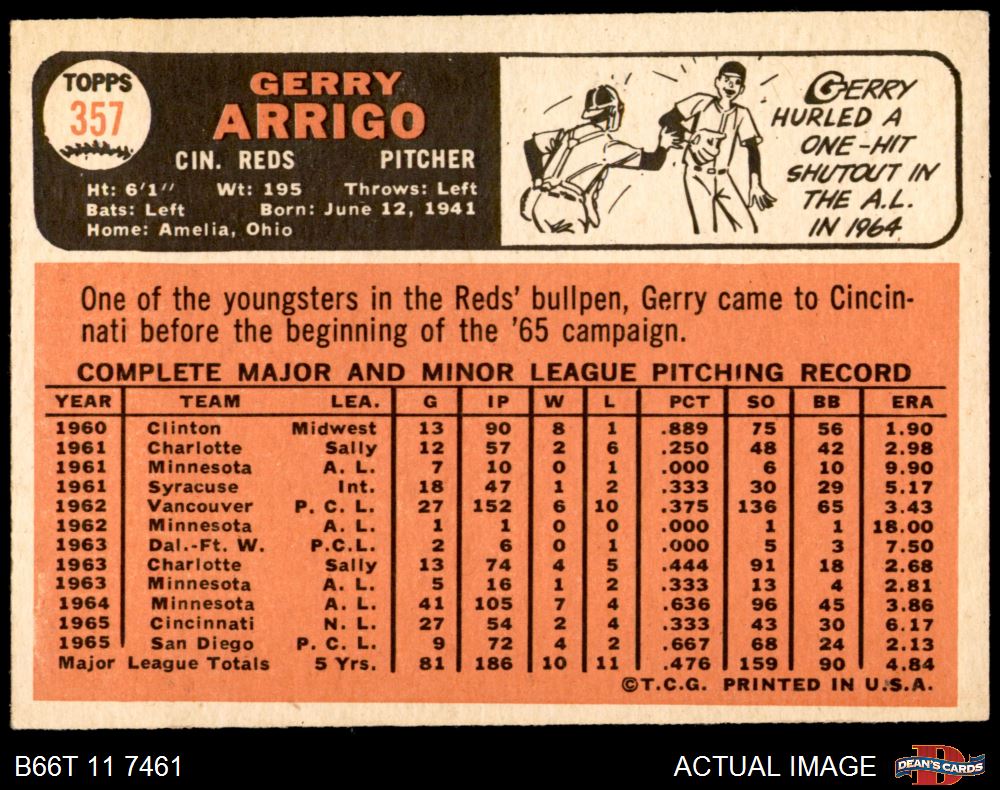 TOPPS
357
GERRY
ARRIGO
CIN. REDS PITCHER
Ht: 6'1" Wt: 195 Throws: Left
Bats: Left Born: June 12, 1941
Home: Amelia, Ohio
GERRY
HURLED A
ONE-HIT
SHUTOUT IN
THE A.L.
IN 1964
One of the youngsters in the Reds' bullpen, Gerry came to Cincin-
nati before the beginning of the '65 campaign.
COMPLETE MAJOR AND MINOR LEAGUE PITCHING RECORD
YEAR TEAM LEA. G IP W L PCT SO BB ERA
1960 Clinton Midwest 13 90 8 1 .889 75 56 1.90
1961 Charlotte Sally 12 57 2 6 .250 48 42 2.98
1961 Minnesota A. L. 7 10 0 1 .000 6 10 9.90
1961 Syracuse Int. 18 47 1 2 .333 30 29 5.17
1962 Vancouver P. C. L. 27 152 6 10 .375 136 65 3.43
1962 Minnesota A. L. 1 1 0 0 .000 1 1 18.00
1963 Dal.-Ft. W. P.C.L. 2 6 0 1 .000 5 3 7.50
1963 Charlotte Sally 13 74 4 5 .444 91 18 2.68
1963 Minnesota A. L. 5 16 1 2 .333 13 4 2.81
1964 Minnesota A. L. 41 105 7 4 .636 96 45 3.86
1965 Cincinnati N. L. 27 54 2 4 .333 43 30 6.17
1965 San Diego P. C. L. 9 72 4 2 .667 68 24 2.13
Major League Totals 5 Yrs. 81 186 10 11 .476 159 90 4.84
©T.C.G. PRINTED IN U.S.A.
B66T 11 7461 ACTUAL IMAGE
DEAN'S CARDS